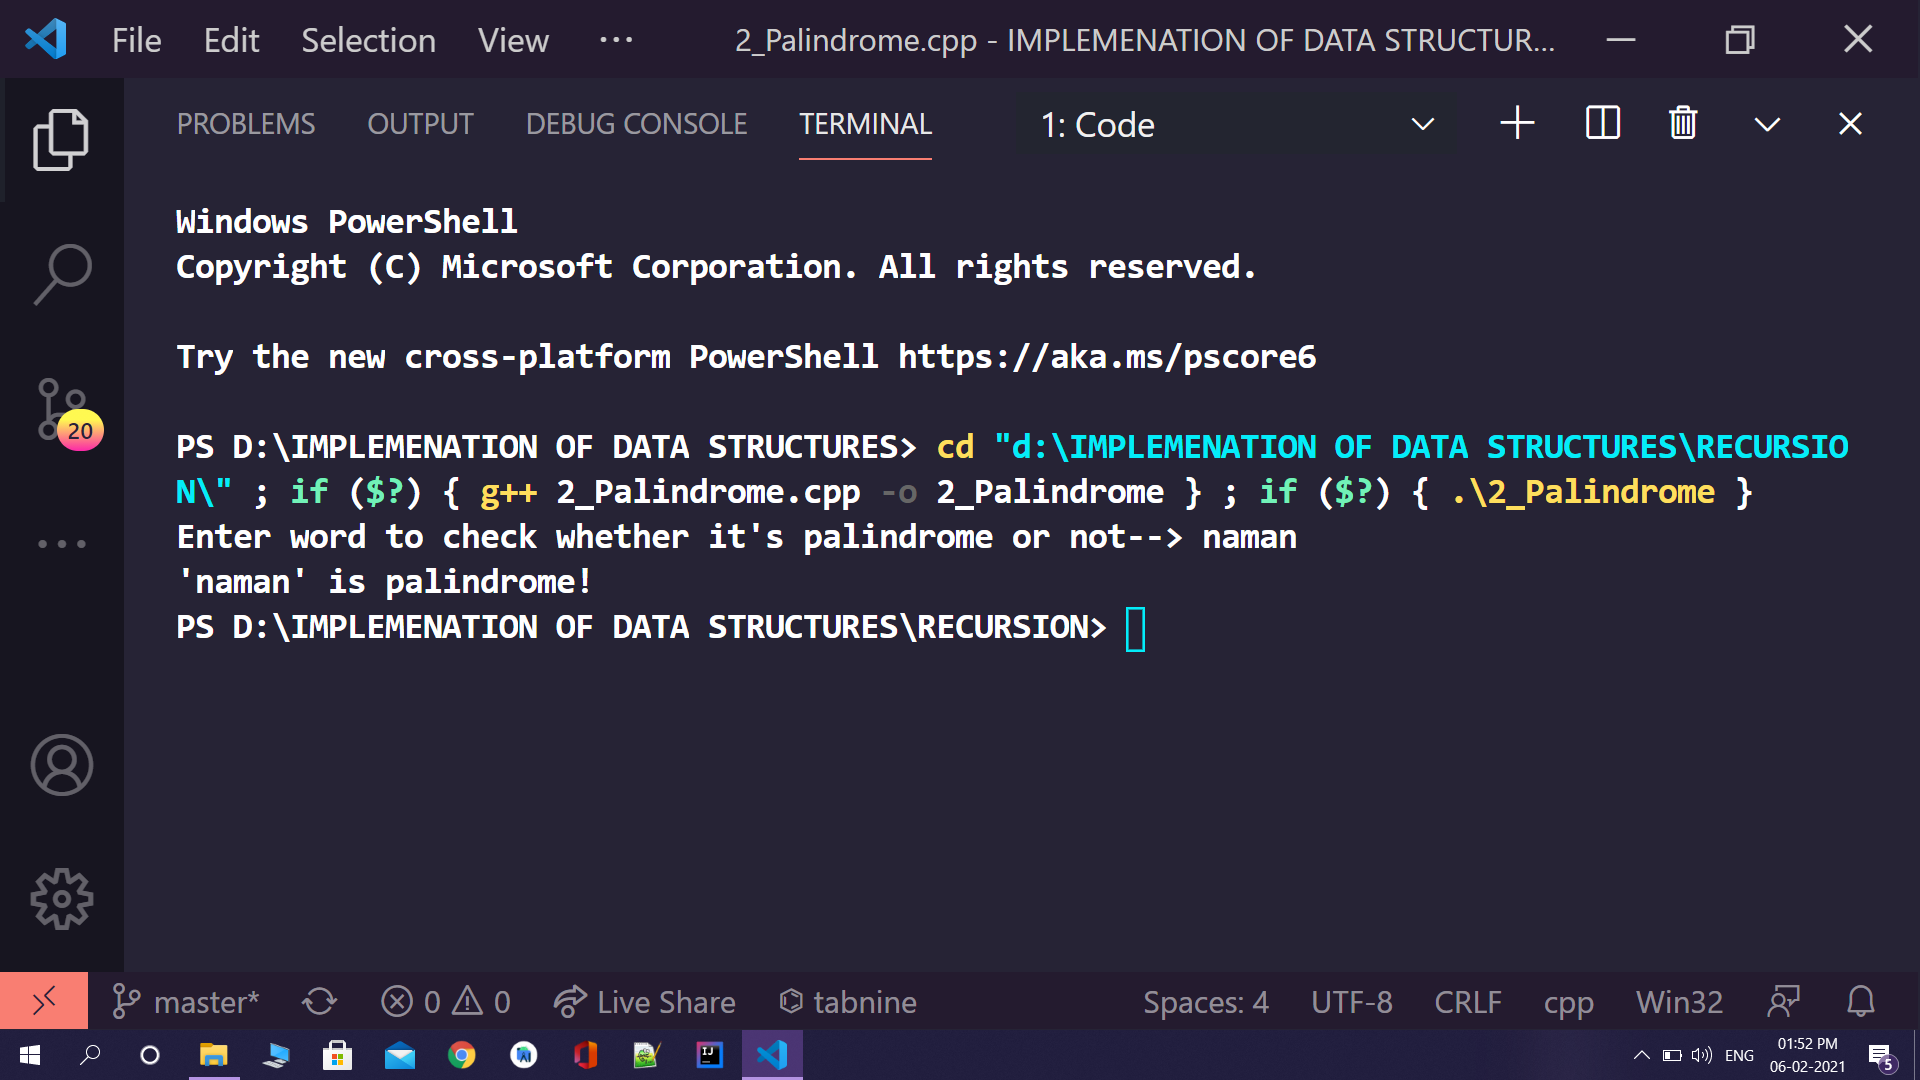 File Edit Selection View ··· 2_Palindrome.cpp - IMPLEMENATION OF DATA STRUCTUR...
PROBLEMS OUTPUT DEBUG CONSOLE TERMINAL 1: Code
Windows PowerShell
Copyright (C) Microsoft Corporation. All rights reserved.
Try the new cross-platform PowerShell https://aka.ms/pscore6
20
PS D:\IMPLEMENATION OF DATA STRUCTURES> cd "d:\IMPLEMENATION OF DATA STRUCTURES\RECURSIO
N\" ; if ($?) { g++ 2_Palindrome.cpp -o 2_Palindrome } ; if ($?) { .\2_Palindrome }
Enter word to check whether it's palindrome or not--> naman
'naman' is palindrome!
PS D:\IMPLEMENATION OF DATA STRUCTURES\RECURSION>
master* 0 0 Live Share tabnine Spaces: 4 UTF-8 CRLF cpp Win32
IJ ENG 01:52 PM 5
06-02-2021